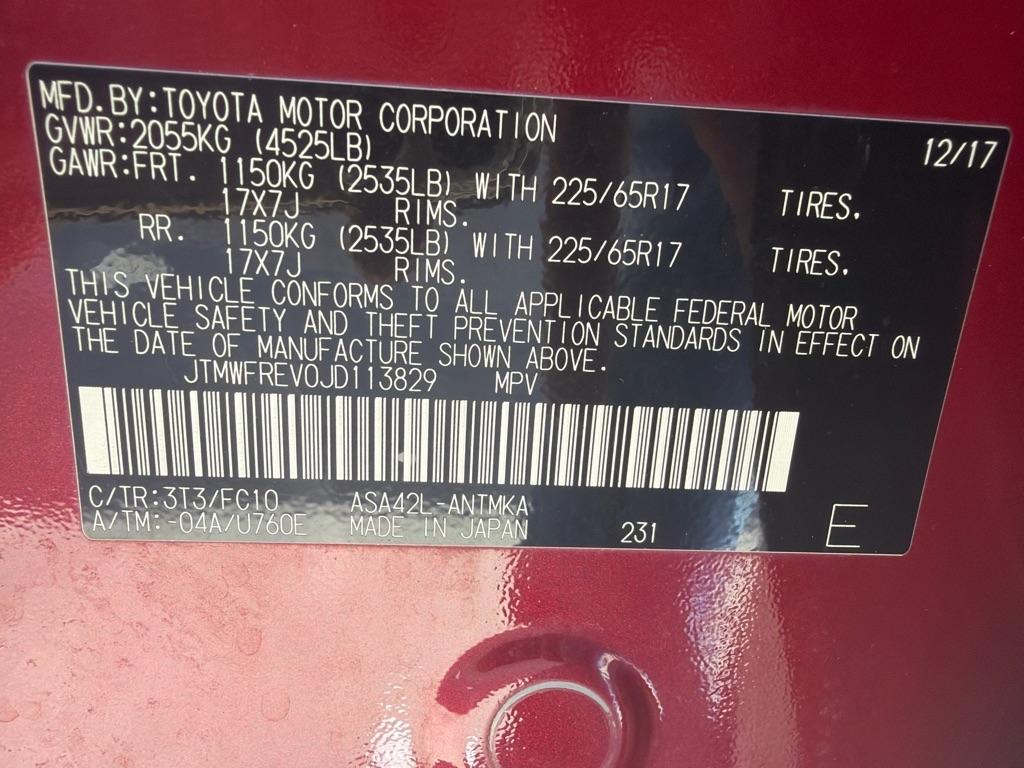 MFD.BY:TOYOTA MOTOR CORPORATION 12/17
GVWR:2055KG (4525LB)
GAWR:FRT. 1150KG (2535LB) WITH 225/65R17 TIRES.
17X7J RIMS.
RR. 1150KG (2535LB) WITH 225/65R17 TIRES.
17X7J RIMS.
THIS VEHICLE CONFORMS TO ALL APPLICABLE FEDERAL MOTOR
VEHICLE SAFETY AND THEFT PREVENTION STANDARDS IN EFFECT ON
THE DATE OF MANUFACTURE SHOWN ABOVE.
JTMWFREV0JD113829 MPV
C/TR:3T3/FC10 ASA42L-ANTMKA
A/TM:-04A/U760E MADE IN JAPAN 231 E